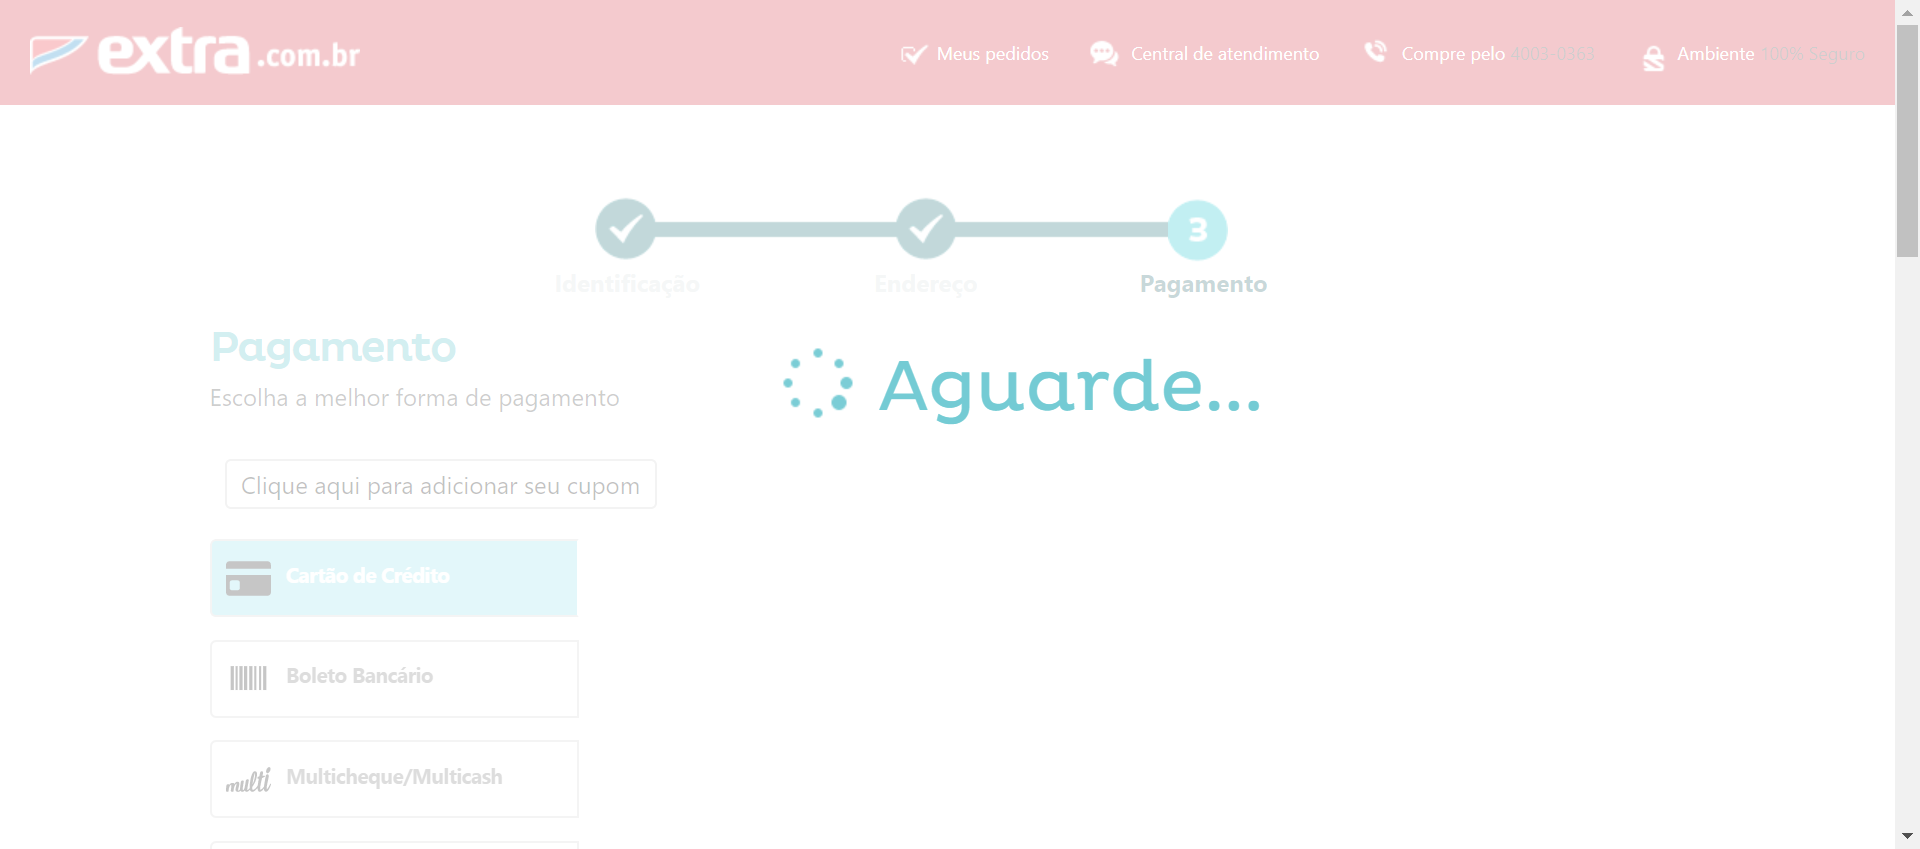 extra.com.br
Meus pedidos
Central de atendimento
Compre pelo 4003-0363
Ambiente 100% Seguro
3
Identificação
Endereço
Pagamento
Pagamento
Escolha a melhor forma de pagamento
Aguarde...
Clique aqui para adicionar seu cupom
Cartão de Crédito
Boleto Bancário
multi Multicheque/Multicash